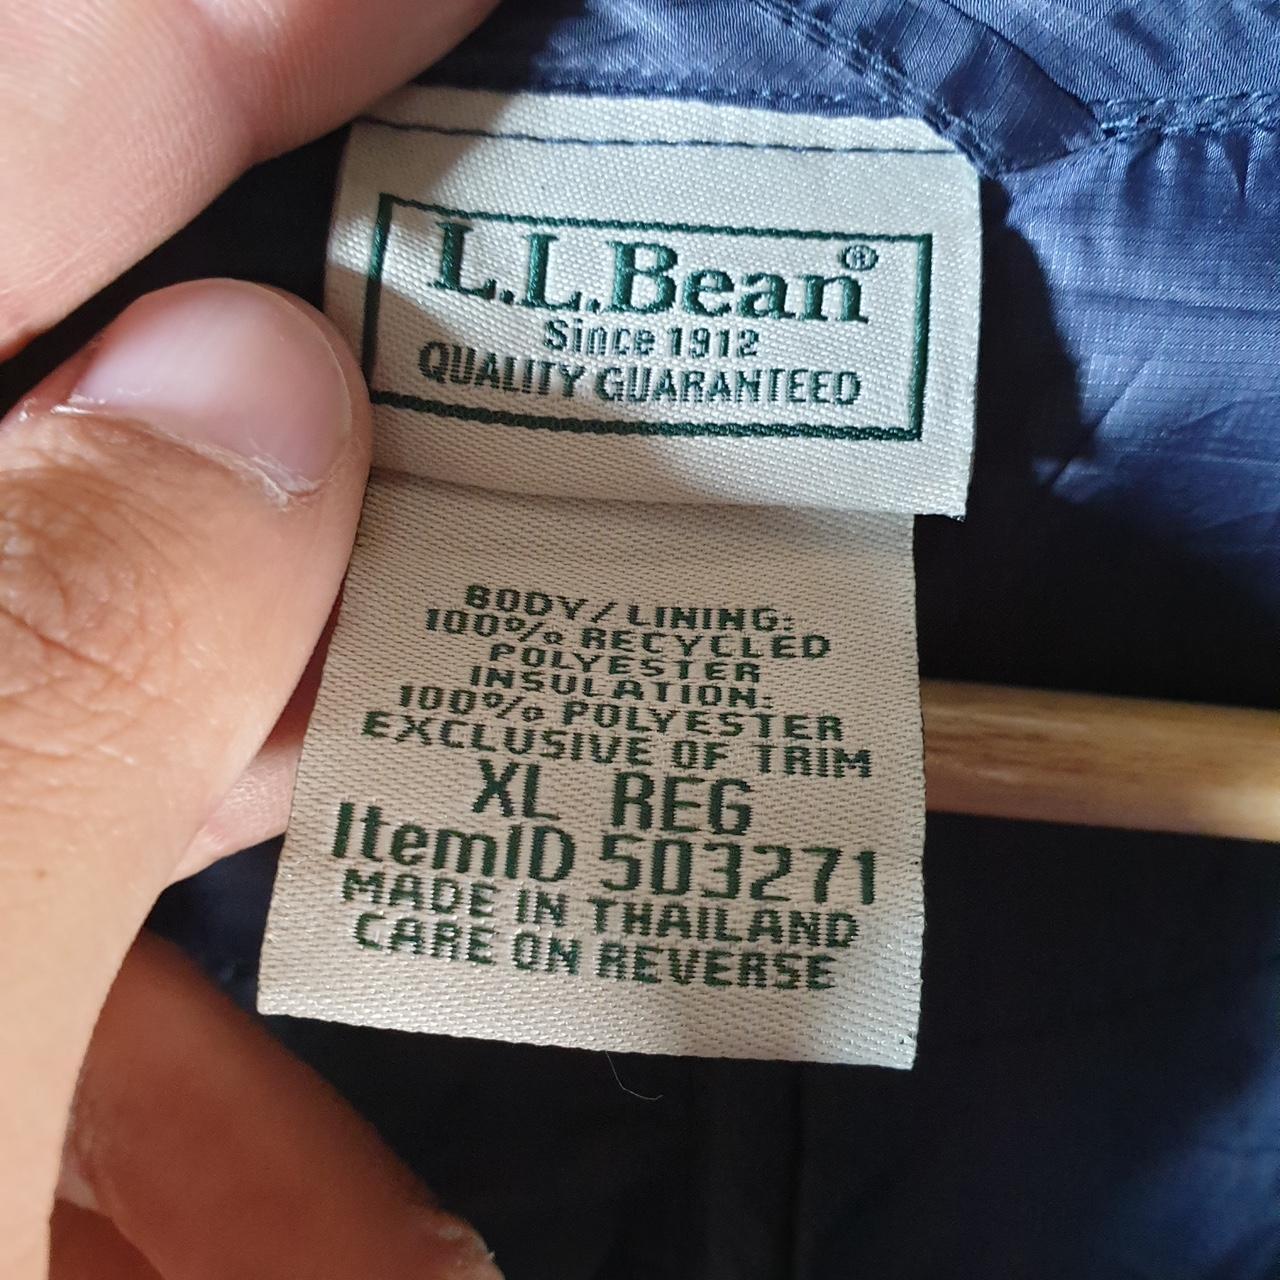 L.L.Bean®
Since 1912
QUALITY GUARANTEED
BODY/LINING:
100% RECYCLED
POLYESTER
INSULATION:
100% POLYESTER
EXCLUSIVE OF TRIM
XL REG
ItemID 503271
MADE IN THAILAND
CARE ON REVERSE